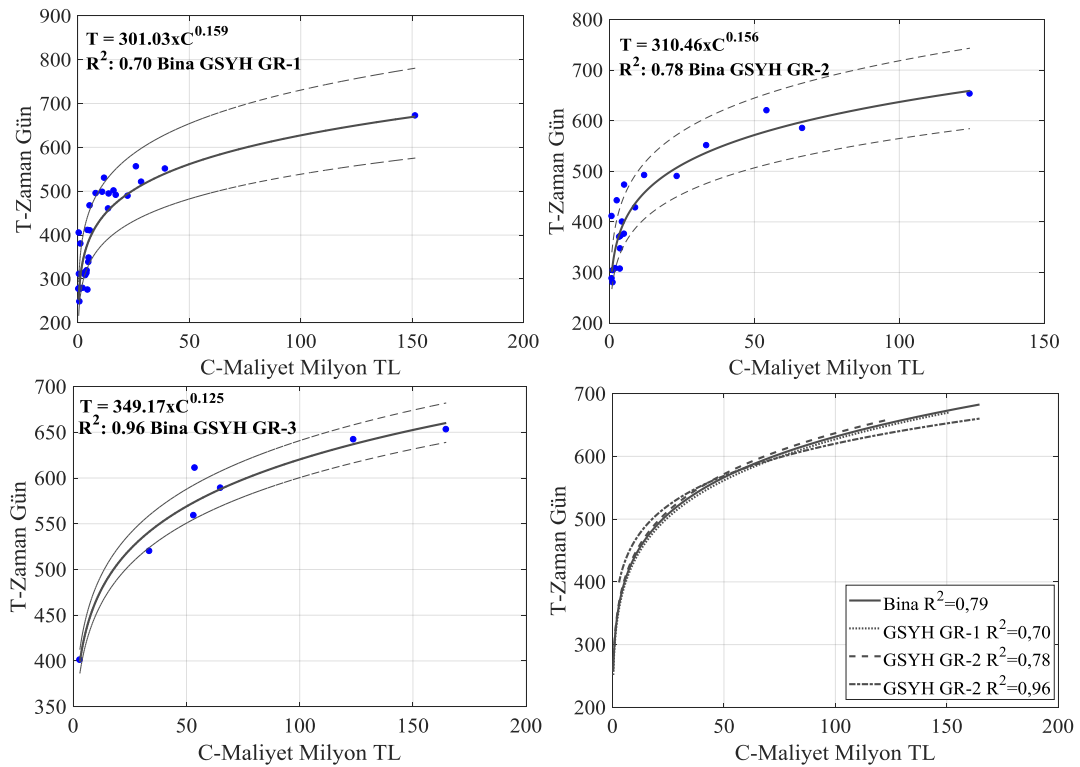 T = 301.03xC^0.159
R^2: 0.70 Bina GSYH GR-1
900
800
700
600
500
400
300
200
T-Zaman Gün
0 50 100 150 200
C-Maliyet Milyon TL
T = 310.46xC^0.156
R^2: 0.78 Bina GSYH GR-2
800
700
600
500
400
300
200
T-Zaman Gün
0 50 100 150
C-Maliyet Milyon TL
T = 349.17xC^0.125
R^2: 0.96 Bina GSYH GR-3
700
650
600
550
500
450
400
350
T-Zaman Gün
0 50 100 150 200
C-Maliyet Milyon TL
700
600
500
400
300
200
T-Zaman Gün
Bina R^2=0,79
GSYH GR-1 R^2=0,70
GSYH GR-2 R^2=0,78
GSYH GR-2 R^2=0,96
0 50 100 150 200
C-Maliyet Milyon TL